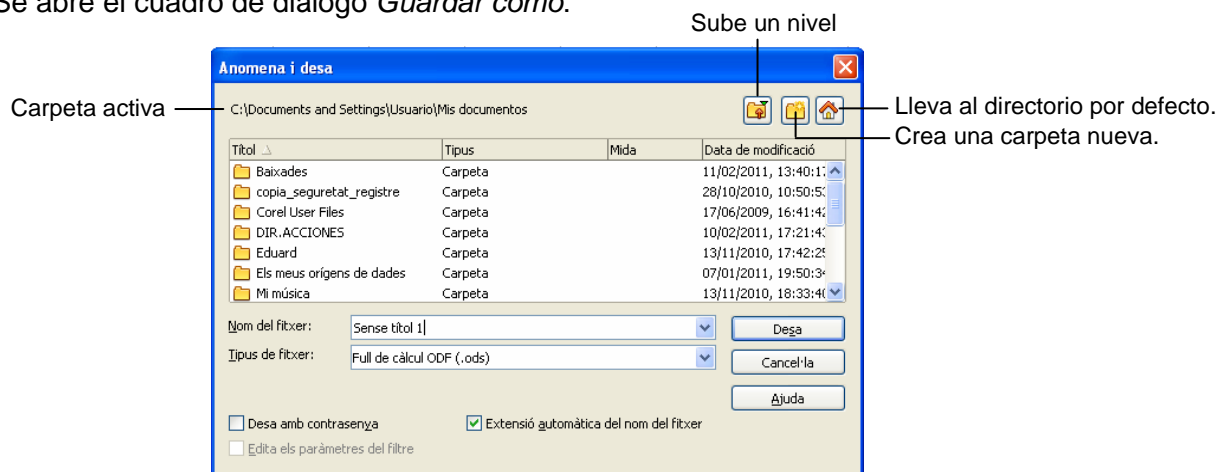 Se abre el cuadro de diálogo Guardar como.
Sube un nivel
Anomena i desa
Carpeta activa
C:\Documents and Settings\Usuario\Mis documentos
Lleva al directorio por defecto.
Crea una carpeta nueva.
Títol Tipus Mida Data de modificació
Baixades Carpeta 11/02/2011, 13:40:1
copia_seguretat_registre Carpeta 28/10/2010, 10:50:5
Corel User Files Carpeta 17/06/2009, 16:41:4
DIR.ACCIONES Carpeta 10/02/2011, 17:21:4
Eduard Carpeta 13/11/2010, 17:42:2
Els meus orígens de dades Carpeta 07/01/2011, 19:50:3
Mi música Carpeta 13/11/2010, 18:33:4
Nom del fitxer: Sense títol 1 Desa
Tipus de fitxer: Full de càlcul ODF (.ods) Cancel·la
Ajuda
Desa amb contrasenya Extensió automàtica del nom del fitxer
Edita els paràmetres del filtre